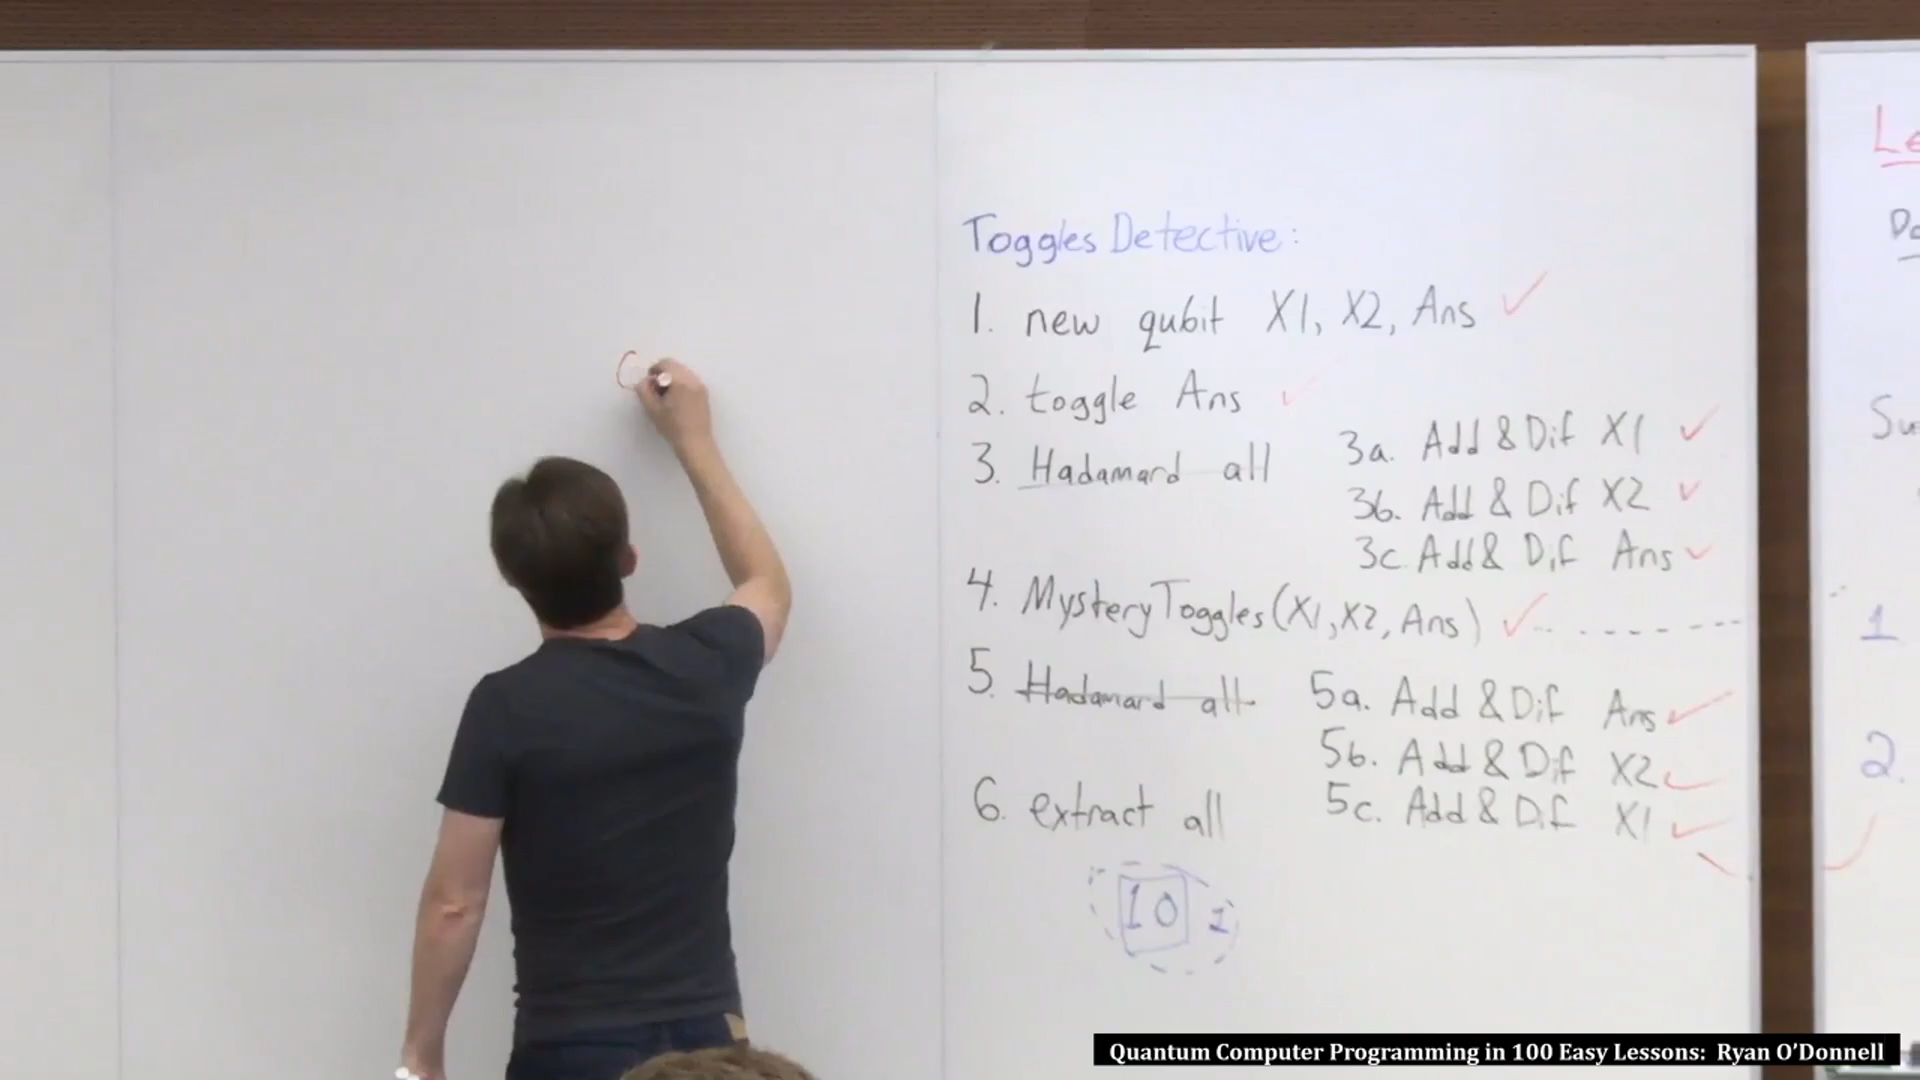 Toggles Detective:
1. new qubit X1, X2, Ans ✓
2. toggle Ans ✓
3. Hadamard all
3a. Add & Dif X1 ✓
3b. Add & Dif X2 ✓
3c. Add & Dif Ans ✓
4. MysteryToggles(X1,X2, Ans) ✓
5. Hadamard all
5a. Add & Dif Ans ✓
5b. Add & Dif X2 ✓
5c. Add & Dif X1 ✓
6. extract all
10 1
1
2.
Quantum Computer Programming in 100 Easy Lessons: Ryan O'Donnell